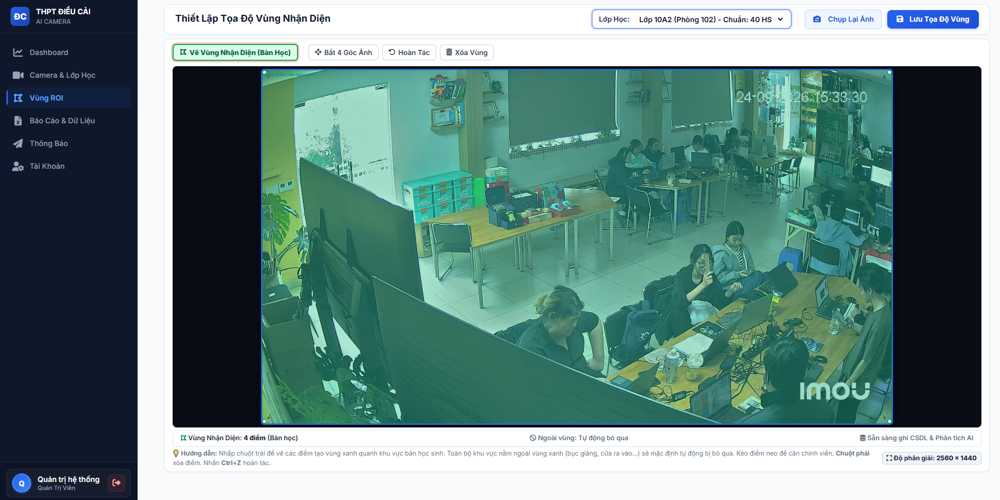 ĐC
THPT ĐIỀU CẢI
AI CAMERA
Dashboard
Camera & Lớp Học
Vùng ROI
Báo Cáo & Dữ Liệu
Thông Báo
Tài Khoản
Q
Quản trị hệ thống
Quản Trị Viên
Thiết Lập Tọa Độ Vùng Nhận Diện
Lớp Học: Lớp 10A2 (Phòng 102) - Chuẩn: 40 HS
Chụp Lại Ảnh
Lưu Tọa Độ Vùng
Vẽ Vùng Nhận Diện (Bàn Học)
Bắt 4 Góc Ảnh
Hoàn Tác
Xóa Vùng
2
15:33:30
imou
4
3
Vùng Nhận Diện: 4 điểm (Bàn học)
Ngoài vùng: Tự động bỏ qua
Sẵn sàng ghi CSDL & Phân tích AI
Hướng dẫn: Nhấp chuột trái để vẽ các điểm tạo vùng xanh quanh khu vực bàn học sinh. Toàn bộ khu vực nằm ngoài vùng xanh (bục giảng, cửa ra vào...) sẽ mặc định tự động bị bỏ qua. Kéo điểm neo để căn chỉnh viền. Chuột phải
xóa điểm. Nhấn Ctrl+Z hoàn tác.
Độ phân giải: 2560 × 1440